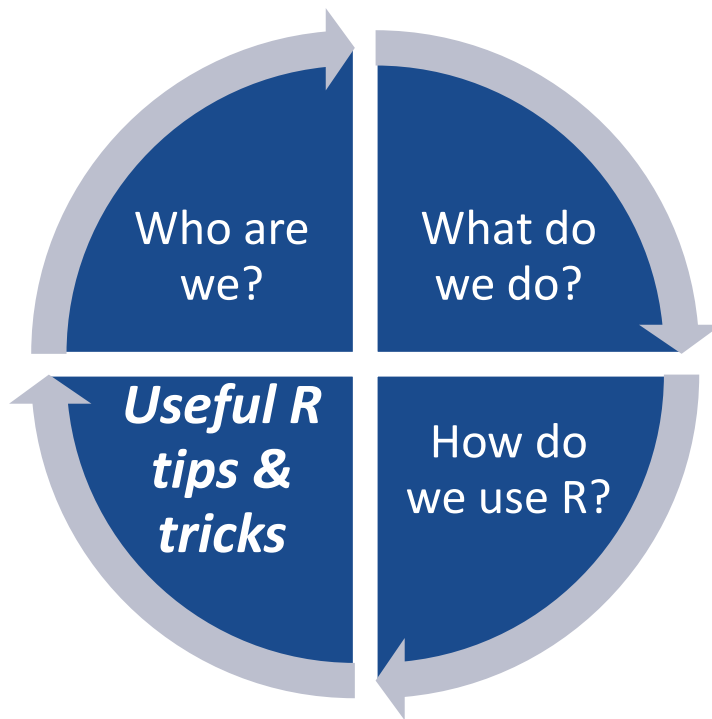 Who are
we?
What do
we do?
How do
we use R?
Useful R
tips &
tricks